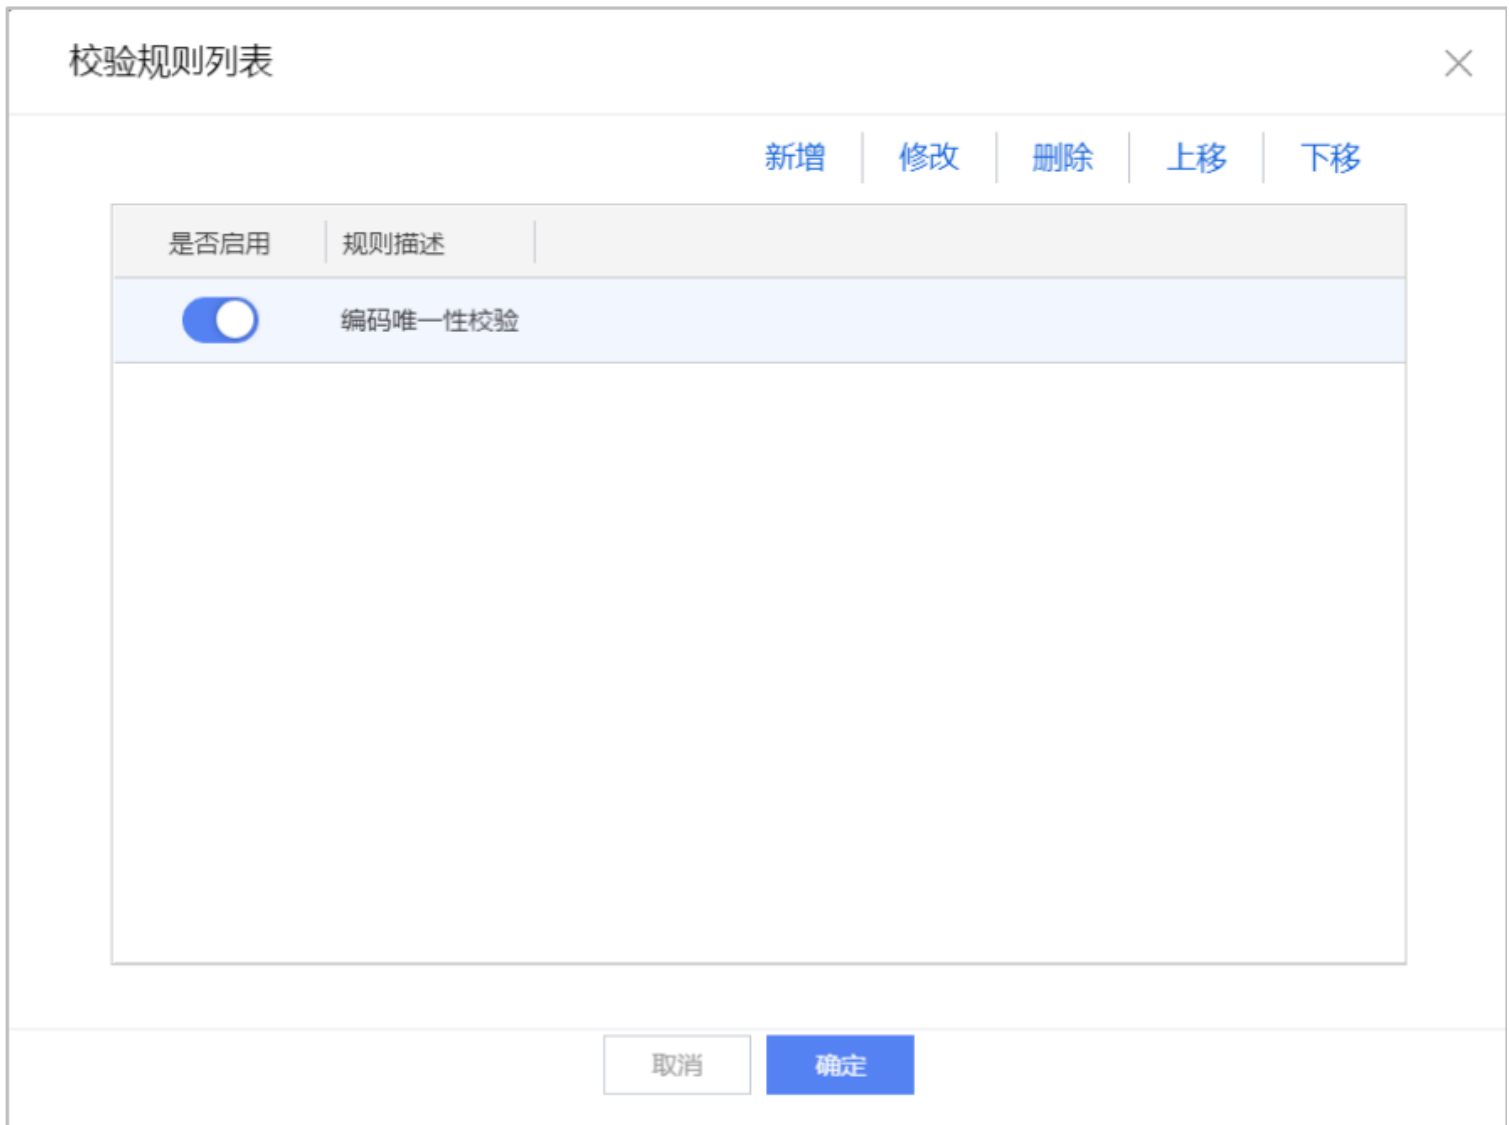 校验规则列表
新增 修改 删除 上移 下移
是否启用 规则描述
编码唯一性校验
取消 确定